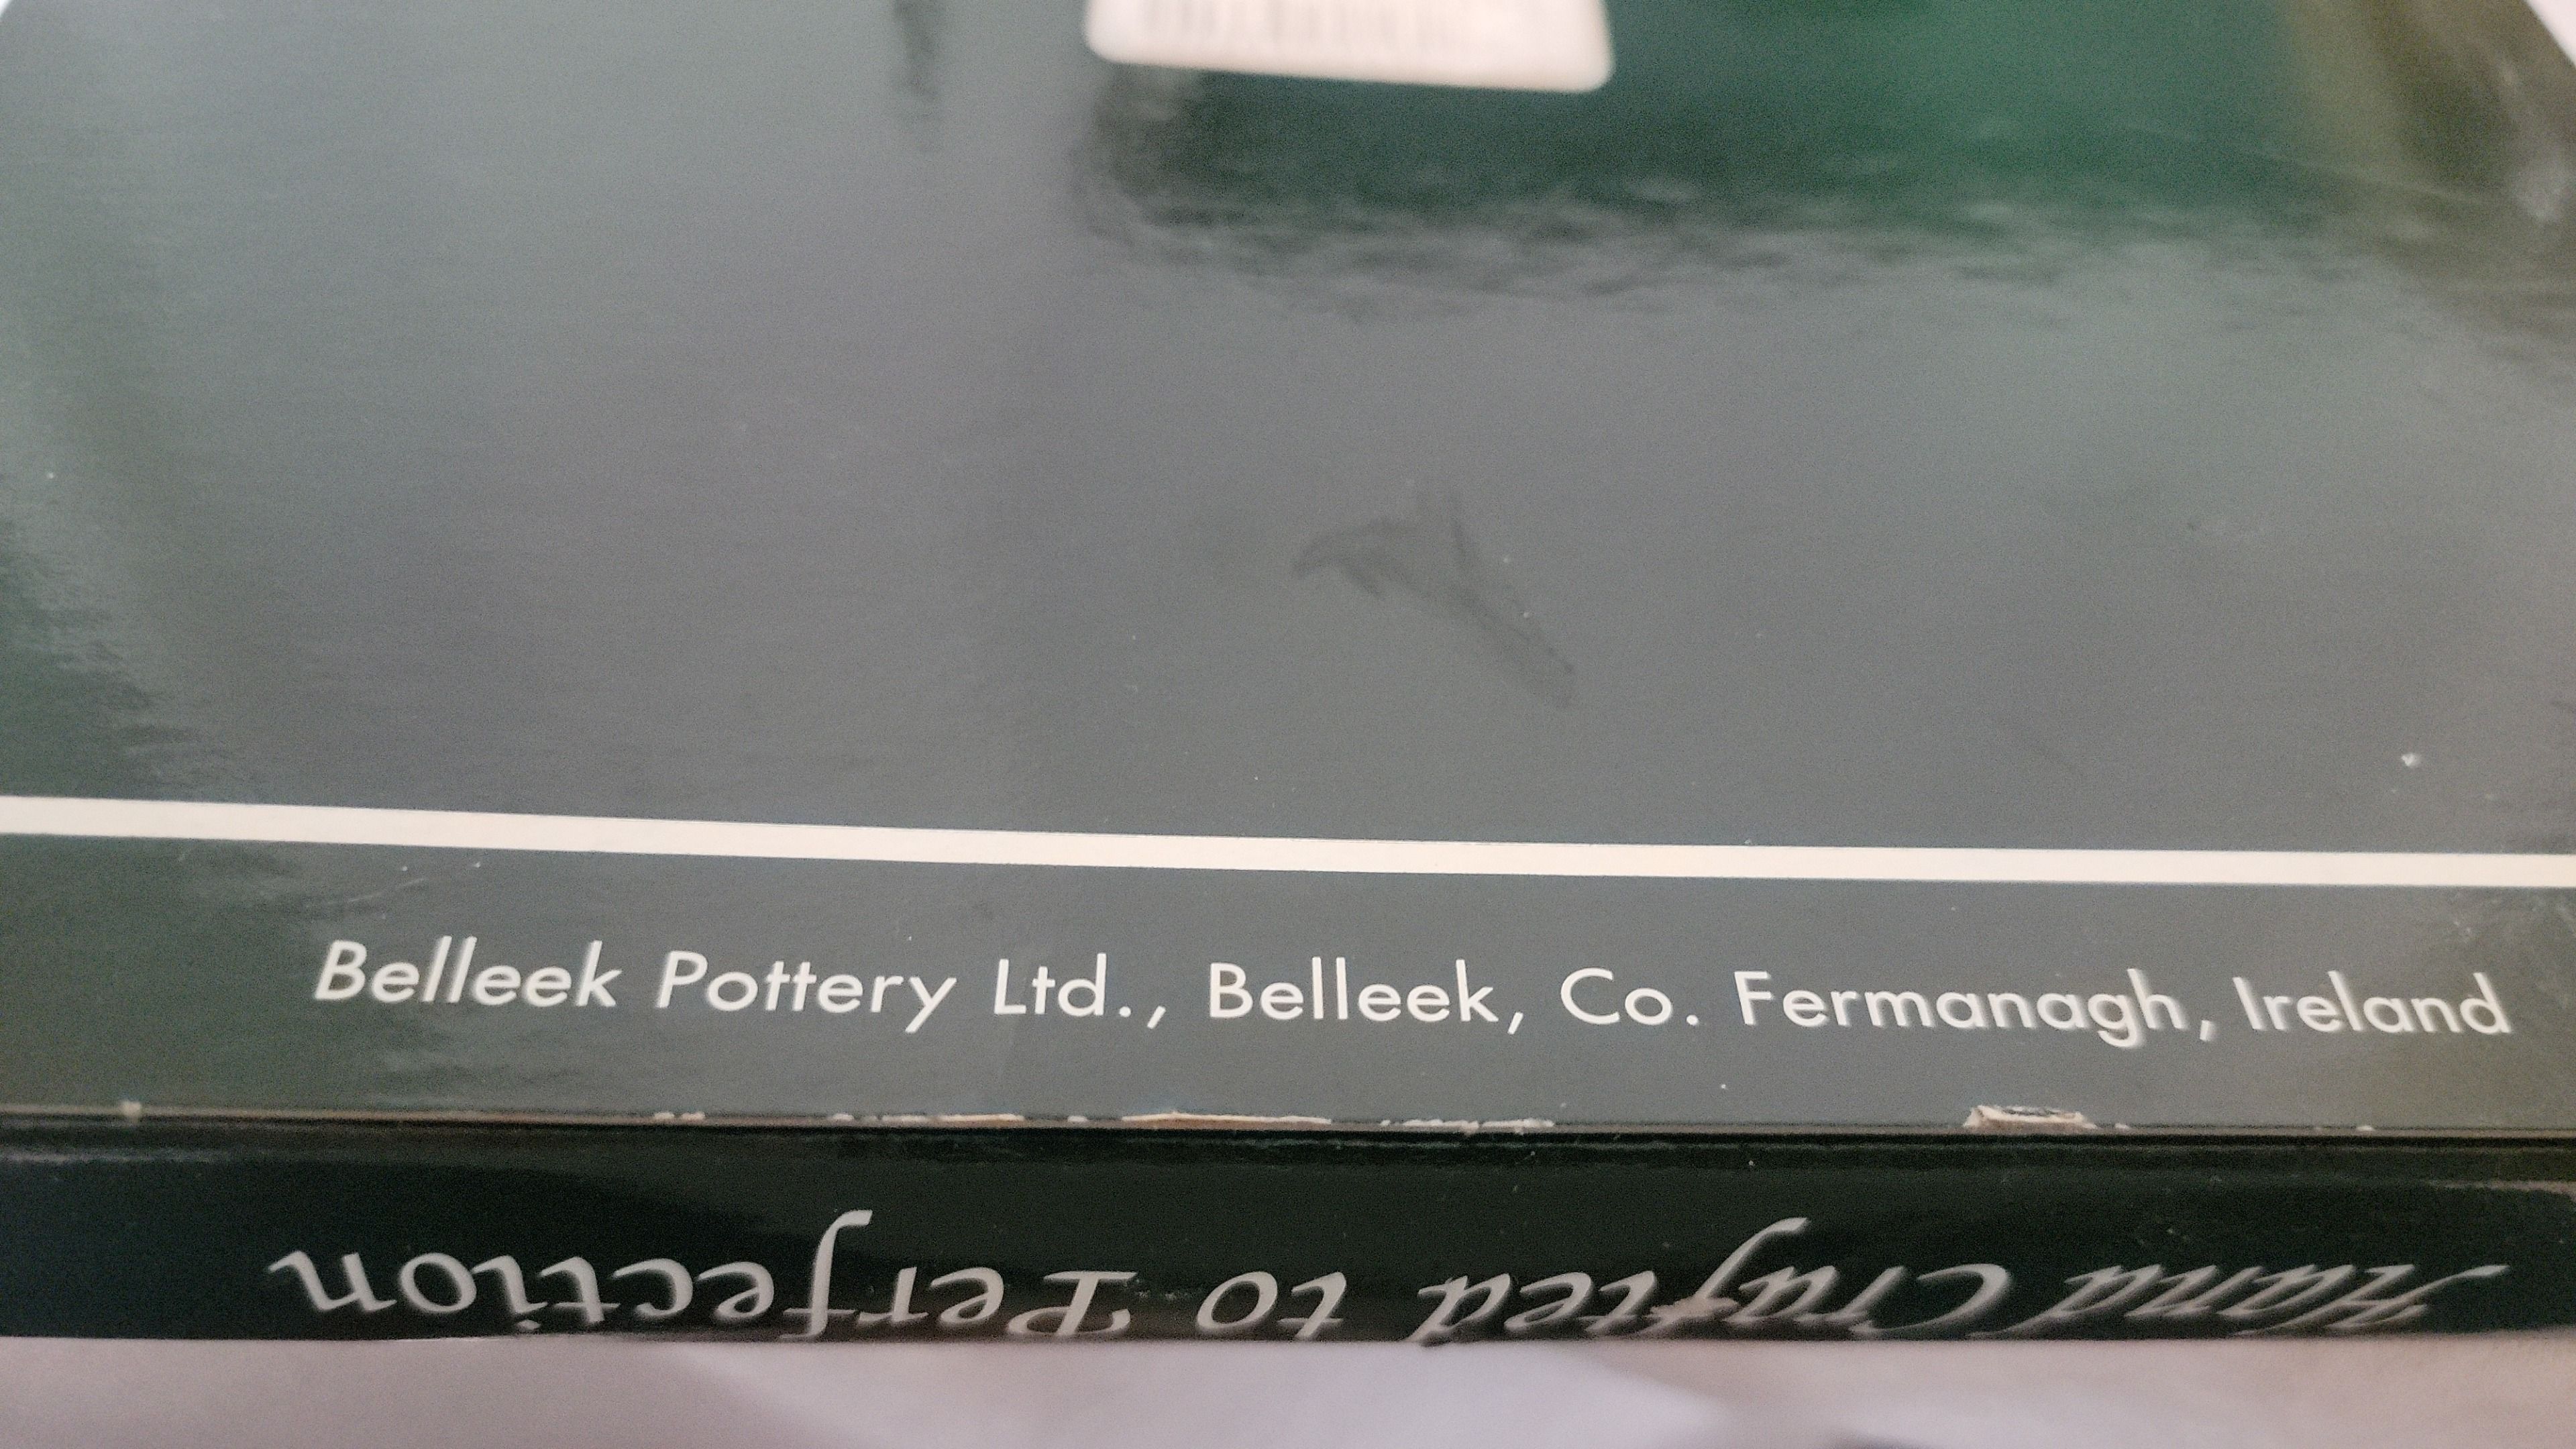 Belleek Pottery Ltd., Belleek, Co. Fermanagh, Ireland
Hand Crafted to Perfection